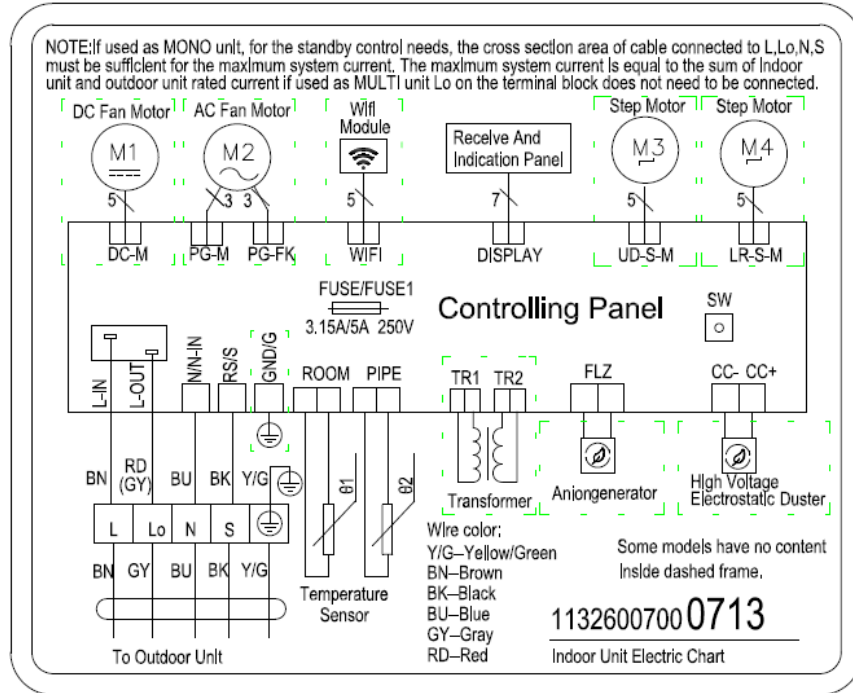 NOTE:If used as MONO unit, for the standby control needs, the cross section area of cable connected to L,Lo,N,S
must be sufficient for the maximum system current. The maximum system current is equal to the sum of Indoor
unit and outdoor unit rated current if used as MULTI unit Lo on the terminal block does not need to be connected.
DC Fan Motor
AC Fan Motor
Wifi
Module
Receive And
Indication Panel
Step Motor
Step Motor
M1
M2
M3
M4
5
3
3
5
7
5
5
DC-M
PG-M
PG-FK
WIFI
DISPLAY
UD-S-M
LR-S-M
FUSE/FUSE1
3.15A/5A 250V
Controlling Panel
SW
L-IN
L-OUT
N/N-IN
RS/S
GND/G
ROOM
PIPE
TR1
TR2
FLZ
CC- CC+
BN
RD
(GY)
BU
BK
Y/G
θ1
θ2
Transformer
Aniongenerator
High Voltage
Electrostatic Duster
L
Lo
N
S
BN
GY
BU
BK
Y/G
Temperature
Sensor
To Outdoor Unit
Wire color:
Y/G–Yellow/Green
BN–Brown
BK–Black
BU–Blue
GY–Gray
RD–Red
Some models have no content
Inside dashed frame.
1132600700 0713
Indoor Unit Electric Chart